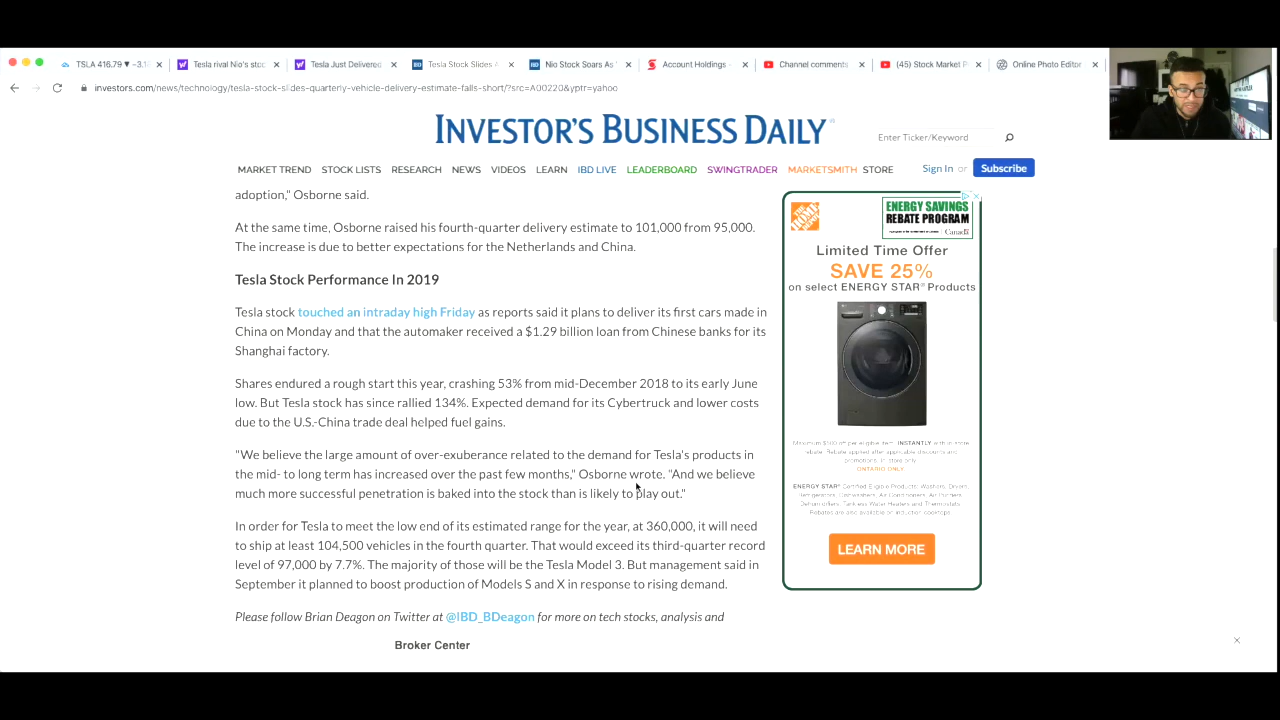 TSLA 416.79 ▼ −3.1
Tesla rival Nio's stoc
Tesla Just Delivered
Tesla Stock Slides A
Nio Stock Soars As
Account Holdings -
Channel comments
(45) Stock Market P
Online Photo Editor
investors.com/news/technology/tesla-stock-slides-quarterly-vehicle-delivery-estimate-falls-short/?src=A00220&yptr=yahoo
INVESTOR'S BUSINESS DAILY
Enter Ticker/Keyword
MARKET TREND STOCK LISTS RESEARCH NEWS VIDEOS LEARN IBD LIVE LEADERBOARD SWINGTRADER MARKETSMITH STORE
Sign In or Subscribe
adoption," Osborne said.
At the same time, Osborne raised his fourth-quarter delivery estimate to 101,000 from 95,000.
The increase is due to better expectations for the Netherlands and China.
Tesla Stock Performance In 2019
Tesla stock touched an intraday high Friday as reports said it plans to deliver its first cars made in
China on Monday and that the automaker received a $1.29 billion loan from Chinese banks for its
Shanghai factory.
Shares endured a rough start this year, crashing 53% from mid-December 2018 to its early June
low. But Tesla stock has since rallied 134%. Expected demand for its Cybertruck and lower costs
due to the U.S.-China trade deal helped fuel gains.
"We believe the large amount of over-exuberance related to the demand for Tesla's products in
the mid- to long term has increased over the past few months," Osborne wrote. "And we believe
much more successful penetration is baked into the stock than is likely to play out."
In order for Tesla to meet the low end of its estimated range for the year, at 360,000, it will need
to ship at least 104,500 vehicles in the fourth quarter. That would exceed its third-quarter record
level of 97,000 by 7.7%. The majority of those will be the Tesla Model 3. But management said in
September it planned to boost production of Models S and X in response to rising demand.
Please follow Brian Deagon on Twitter at @IBD_BDeagon for more on tech stocks, analysis and
THE HOME DEPOT
ENERGY SAVINGS
REBATE PROGRAM
Canada
Limited Time Offer
SAVE 25%
on select ENERGY STAR® Products
ONTARIO ONLY
LEARN MORE
Broker Center